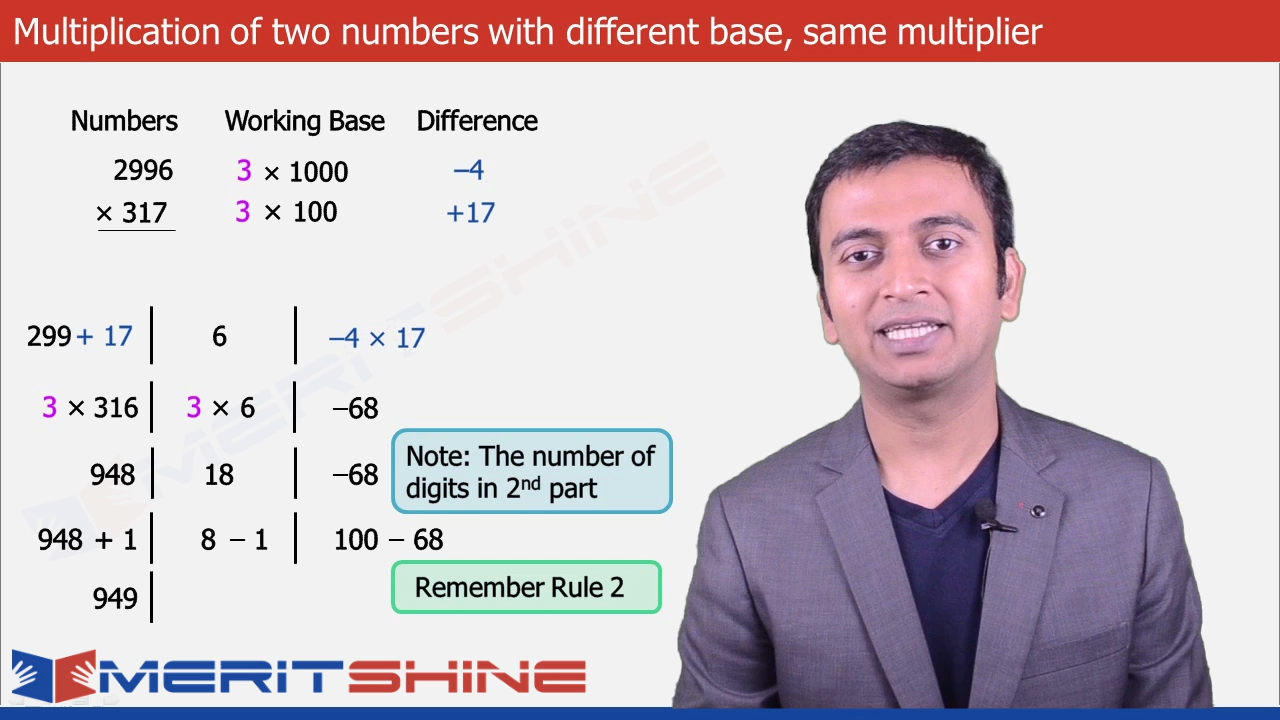 Multiplication of two numbers with different base, same multiplier
Numbers Working Base Difference
2996 3 × 1000 –4
× 317 3 × 100 +17
299 + 17 | 6 | –4 × 17
3 × 316 | 3 × 6 | –68
948 | 18 | –68
Note: The number of
digits in 2nd part
948 + 1 | 8 – 1 | 100 – 68
Remember Rule 2
949 |
MERITSHINE
MERITSHINE